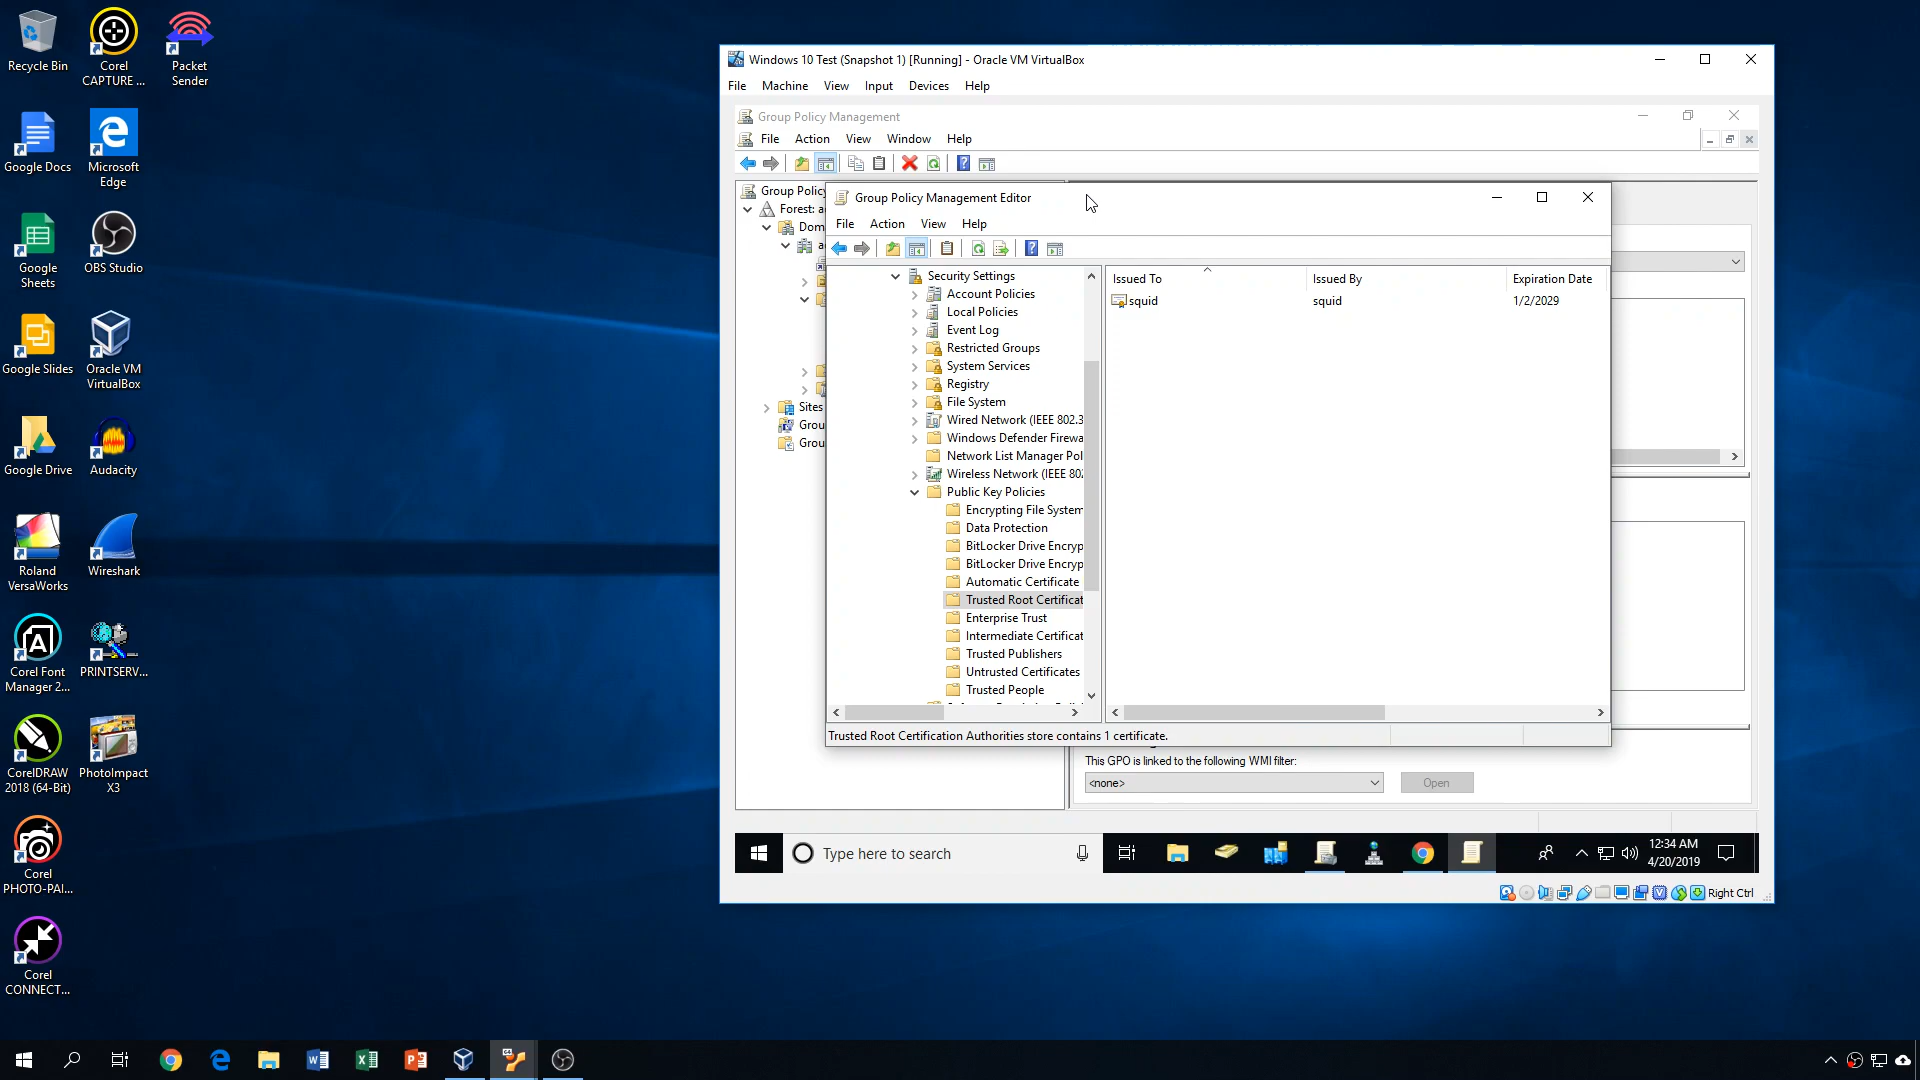 Recycle Bin
Corel
CAPTURE ...
Packet
Sender
Google Docs
Microsoft
Edge
Google
Sheets
OBS Studio
Google Slides
Oracle VM
VirtualBox
Google Drive
Audacity
Roland
VersaWorks
Wireshark
Corel Font
Manager 2...
PRINTSERV...
CorelDRAW
2018 (64-Bit)
PhotoImpact
X3
Corel
PHOTO-PAI...
Corel
CONNECT...
Windows 10 Test (Snapshot 1) [Running] - Oracle VM VirtualBox
File Machine View Input Devices Help
Group Policy Management
File Action View Window Help
Group Policy
Forest: a
Dom
a
Sites
Grou
Grou
Group Policy Management Editor
File Action View Help
Security Settings
Account Policies
Local Policies
Event Log
Restricted Groups
System Services
Registry
File System
Wired Network (IEEE 802.3
Windows Defender Firewa
Network List Manager Pol
Wireless Network (IEEE 802
Public Key Policies
Encrypting File System
Data Protection
BitLocker Drive Encryp
BitLocker Drive Encryp
Automatic Certificate
Trusted Root Certificat
Enterprise Trust
Intermediate Certificat
Trusted Publishers
Untrusted Certificates
Trusted People
Issued To Issued By Expiration Date
squid squid 1/2/2029
Trusted Root Certification Authorities store contains 1 certificate.
This GPO is linked to the following WMI filter:
<none> Open
Type here to search
12:34 AM
4/20/2019
Right Ctrl